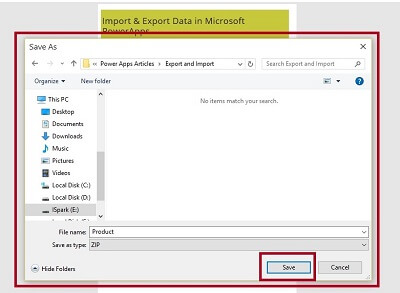 Import & Export Data in Microsoft
PowerApps
Save As
« Power Apps Articles › Export and Import
Search Export and Import
Organize
New folder
This PC
Desktop
Documents
Downloads
Music
Pictures
Videos
Local Disk (C:)
Local Disk (D:)
ISpark (E:)
No items match your search.
File name: Product
Save as type: ZIP
Hide Folders
Save
Cancel